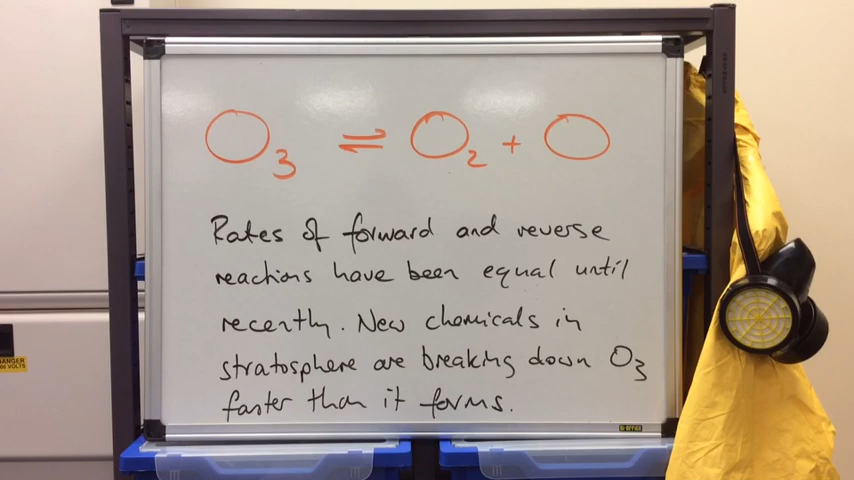 O₃ ⇌ O₂ + O
Rates of forward and reverse
reactions have been equal until
recently. New chemicals in
stratosphere are breaking down O₃
faster than it forms.
DANGER